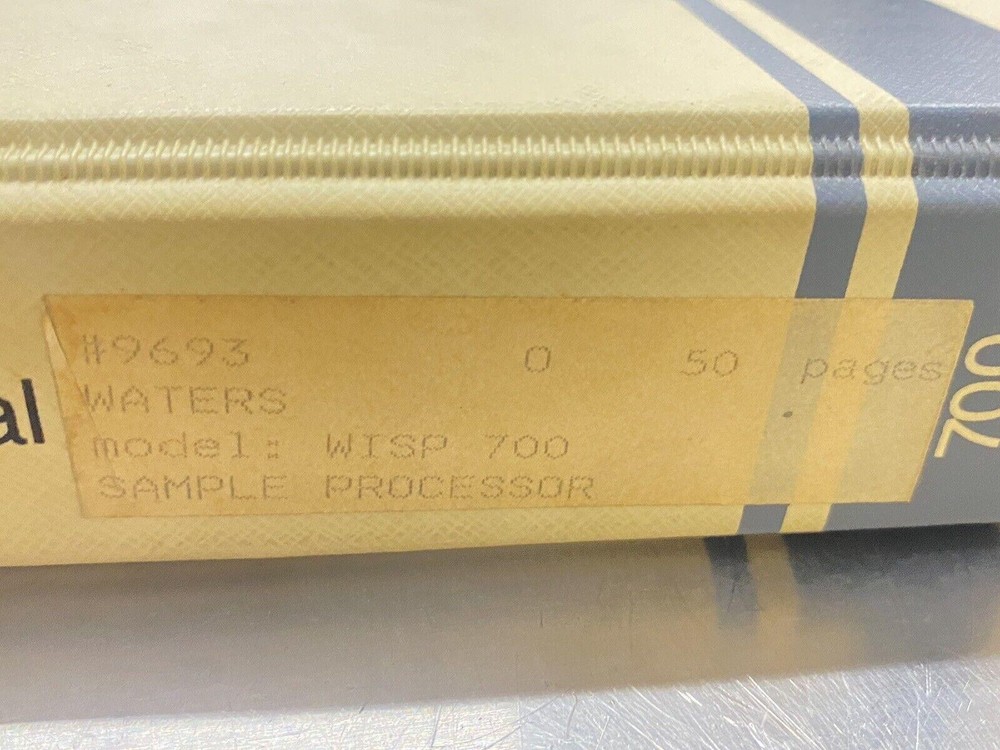 #9693 0 50 pages
WATERS
model: WISP 700
SAMPLE PROCESSOR
al
700